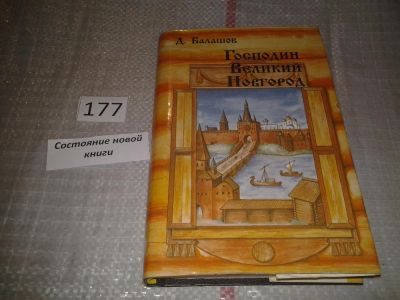 Д. Балашов
Господин
Великий
Новгород
177
Состояние новой
книги